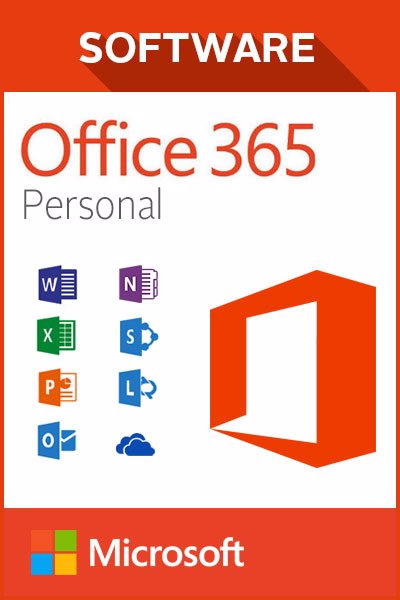 SOFTWARE
Office 365
Personal
W N
X S
P L
O
Microsoft